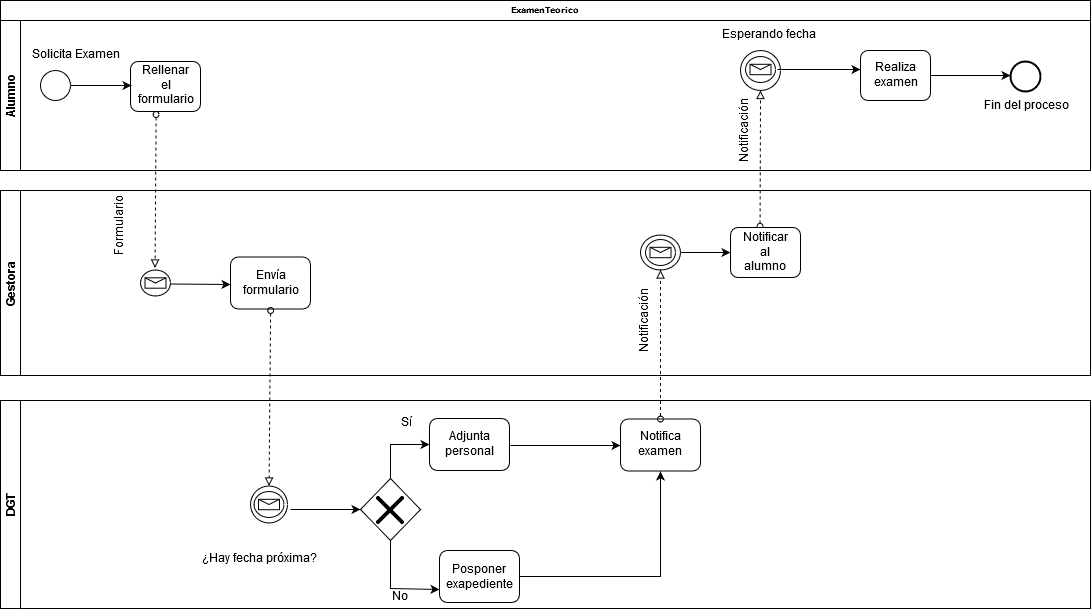 ExamenTeorico
Alumno
Solicita Examen
Rellenar
el
formulario
Esperando fecha
Realiza
examen
Fin del proceso
Notificación
Gestora
Formulario
Envía
formulario
Notificar
al
alumno
Notificación
DGT
Sí
Adjunta
personal
Notifica
examen
¿Hay fecha próxima?
No
Posponer
exapediente